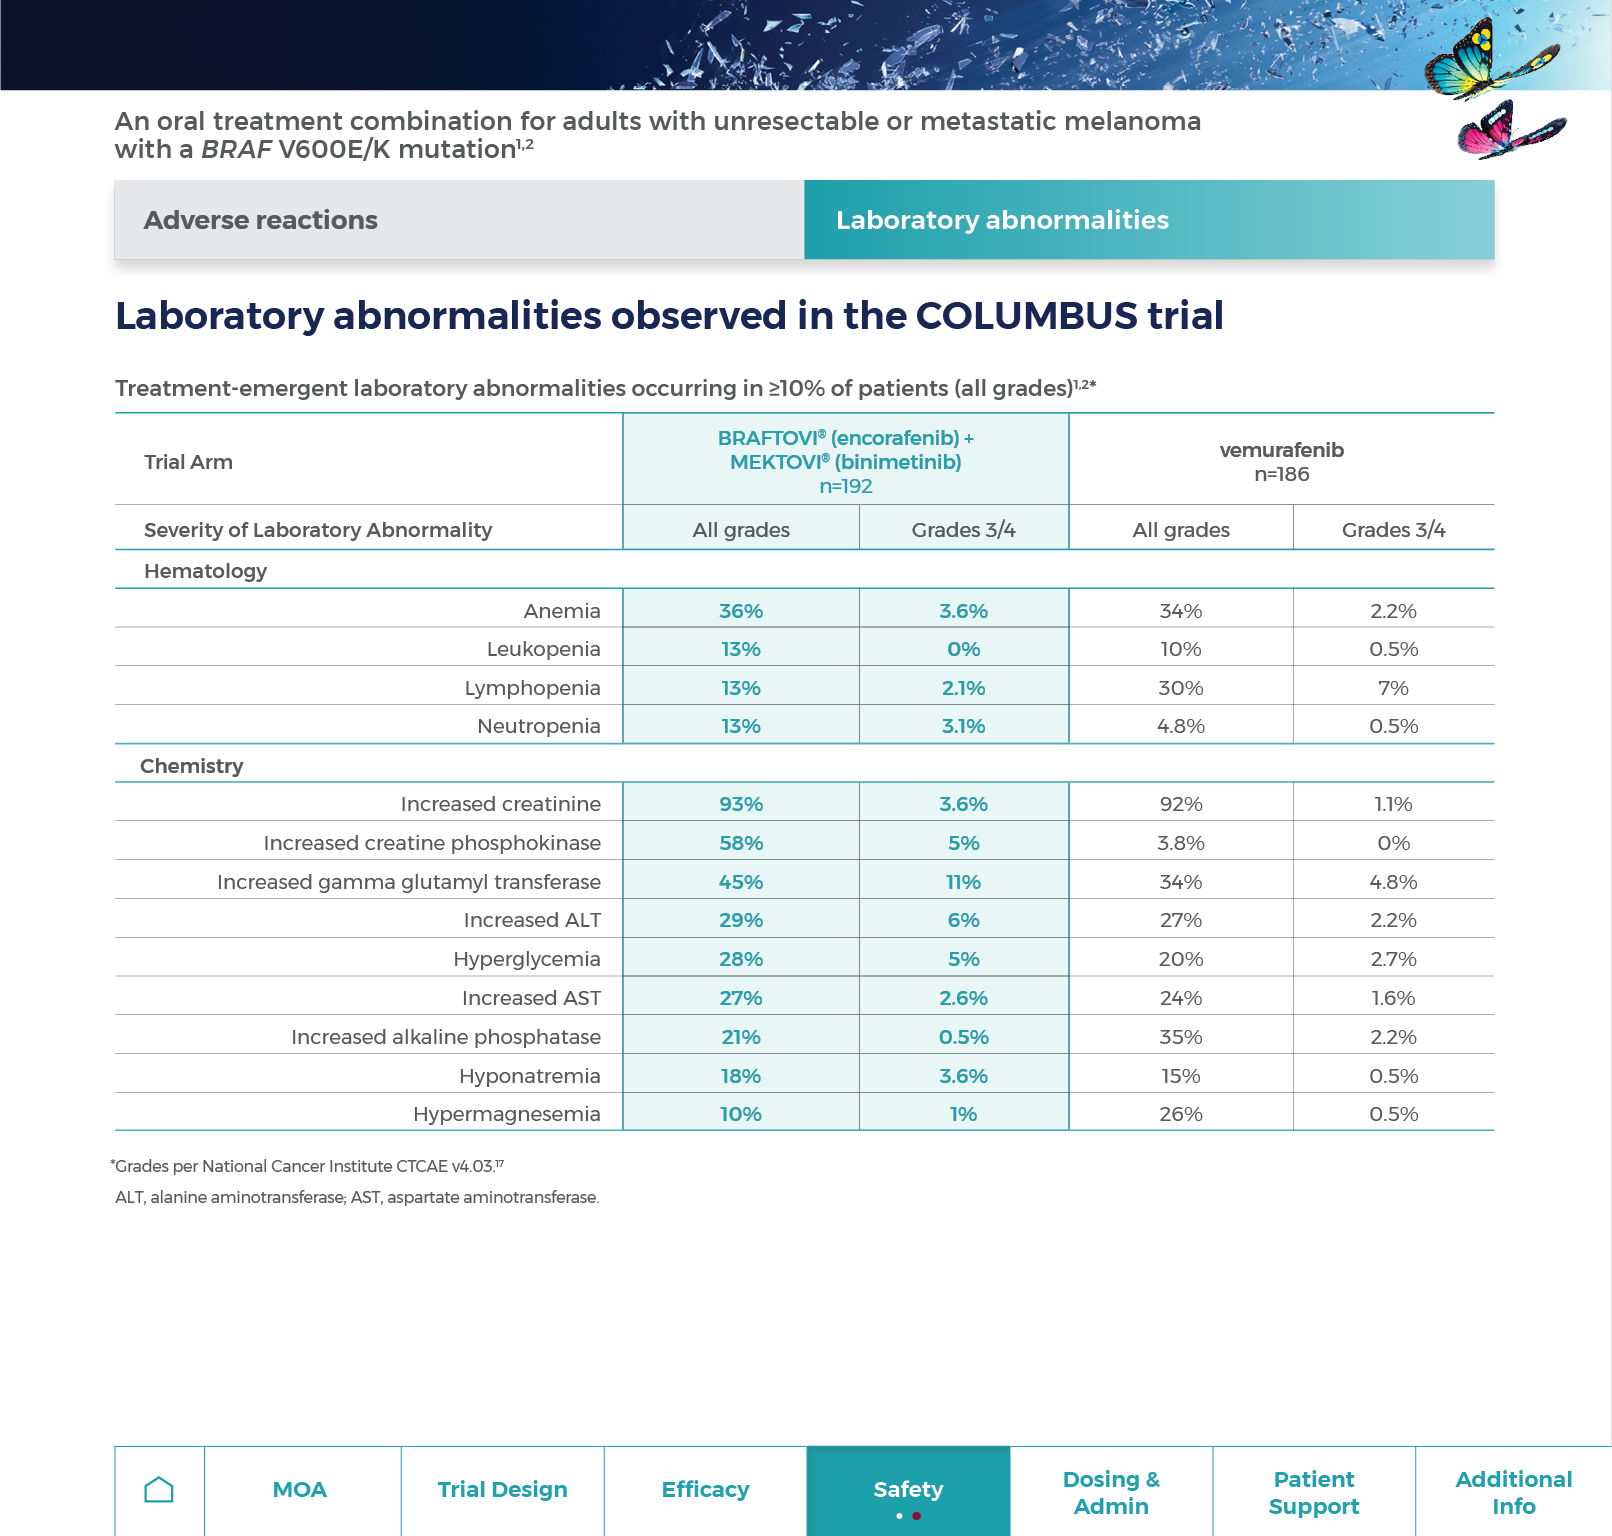 An oral treatment combination for adults with unresectable or metastatic melanoma
with a BRAF V600E/K mutation1,2
Adverse reactions
Laboratory abnormalities
Laboratory abnormalities observed in the COLUMBUS trial
Treatment-emergent laboratory abnormalities occurring in ≥10% of patients (all grades)1,2*
Trial Arm
BRAFTOVI® (encorafenib) +
MEKTOVI® (binimetinib)
n=192
vemurafenib
n=186
Severity of Laboratory Abnormality All grades Grades 3/4 All grades Grades 3/4
Hematology
Anemia 36% 3.6% 34% 2.2%
Leukopenia 13% 0% 10% 0.5%
Lymphopenia 13% 2.1% 30% 7%
Neutropenia 13% 3.1% 4.8% 0.5%
Chemistry
Increased creatinine 93% 3.6% 92% 1.1%
Increased creatine phosphokinase 58% 5% 3.8% 0%
Increased gamma glutamyl transferase 45% 11% 34% 4.8%
Increased ALT 29% 6% 27% 2.2%
Hyperglycemia 28% 5% 20% 2.7%
Increased AST 27% 2.6% 24% 1.6%
Increased alkaline phosphatase 21% 0.5% 35% 2.2%
Hyponatremia 18% 3.6% 15% 0.5%
Hypermagnesemia 10% 1% 26% 0.5%
*Grades per National Cancer Institute CTCAE v4.03.17
ALT, alanine aminotransferase; AST, aspartate aminotransferase.
MOA
Trial Design
Efficacy
Safety
Dosing &
Admin
Patient
Support
Additional
Info